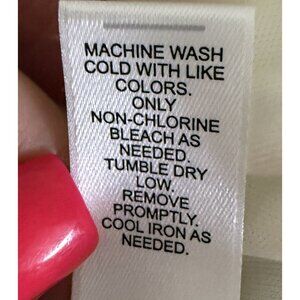 MACHINE WASH
COLD WITH LIKE
COLORS.
ONLY
NON-CHLORINE
BLEACH AS
NEEDED.
TUMBLE DRY
LOW.
REMOVE
PROMPTLY.
COOL IRON AS
NEEDED.